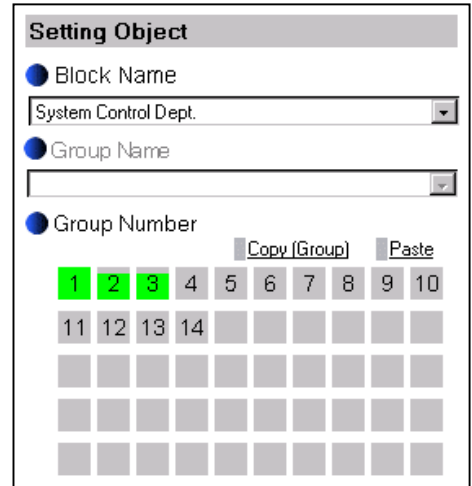 Setting Object
Block Name
System Control Dept.
Group Name
Group Number
Copy (Group) Paste
1 2 3 4 5 6 7 8 9 10
11 12 13 14